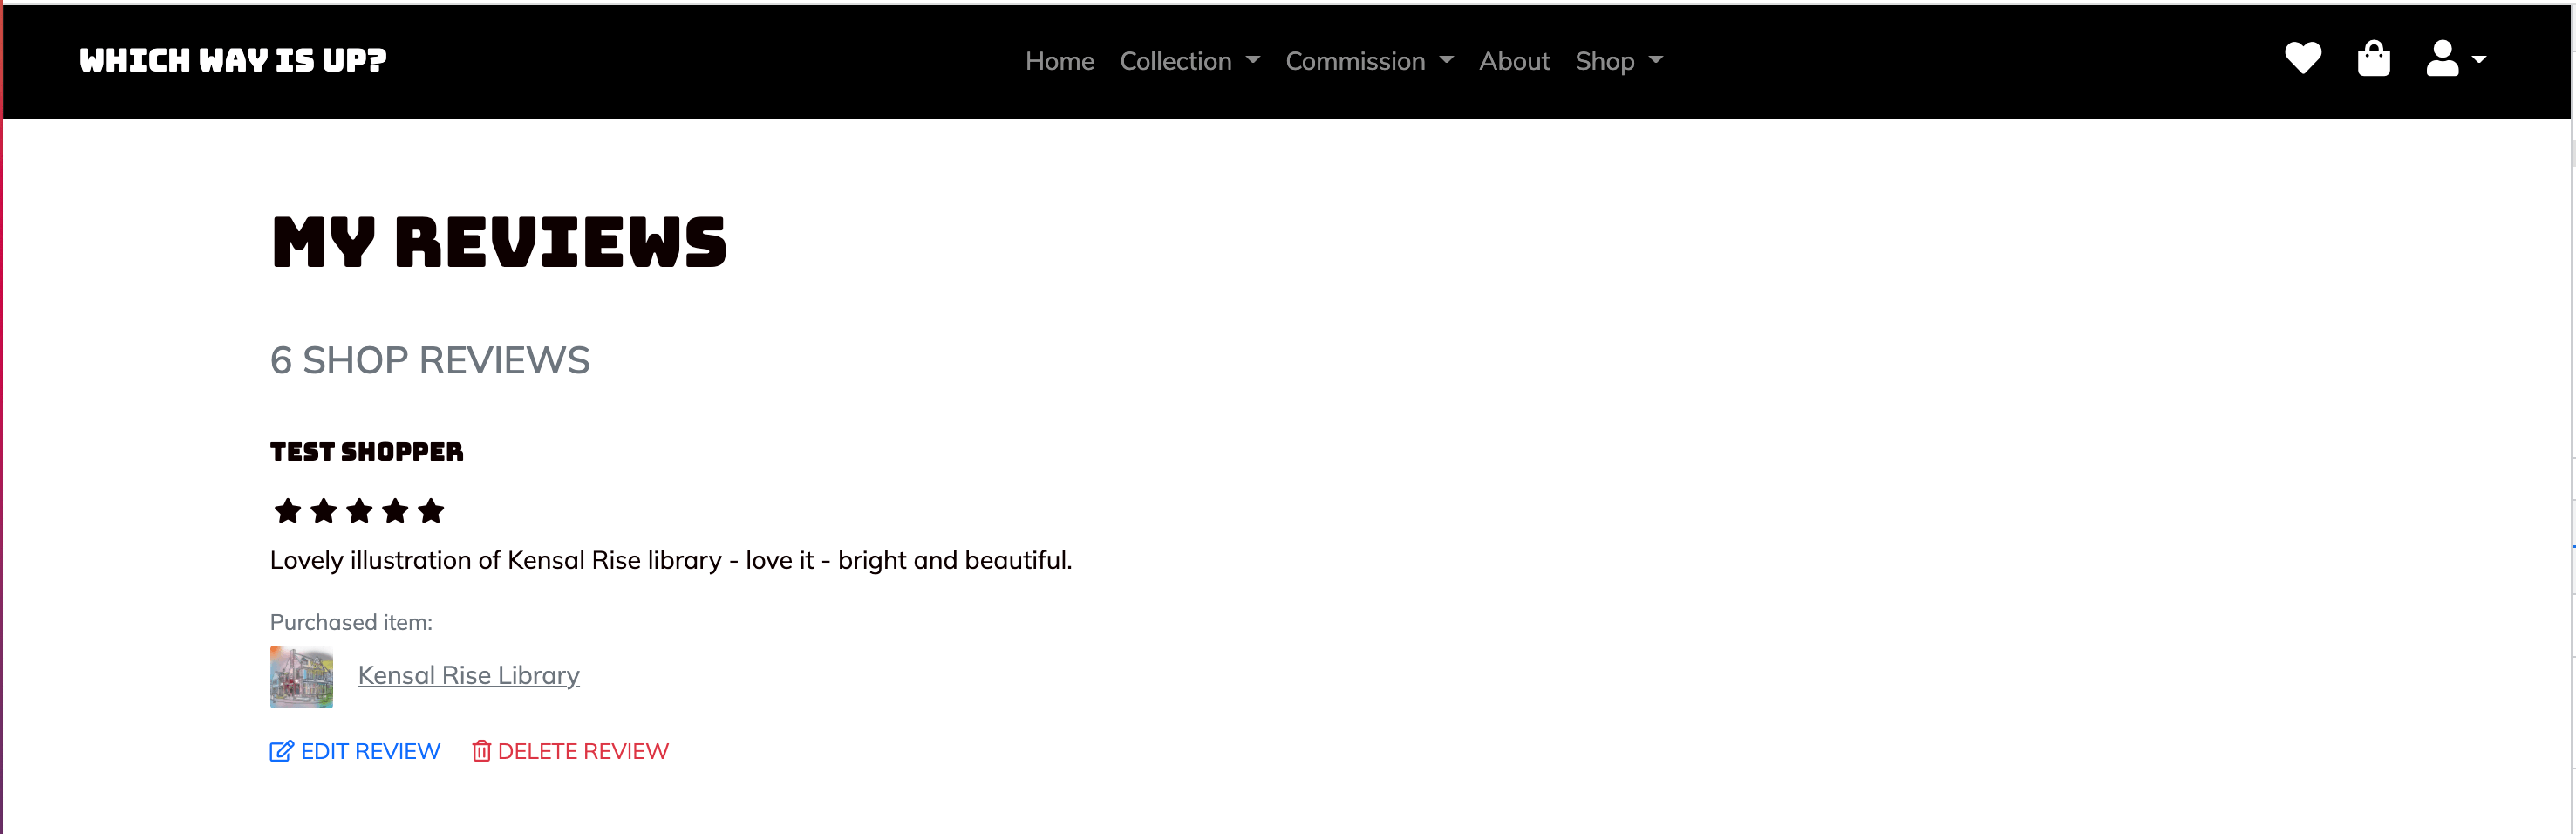 WHICH WAY IS UP?
Home Collection Commission About Shop
MY REVIEWS
6 SHOP REVIEWS
TEST SHOPPER
Lovely illustration of Kensal Rise library - love it - bright and beautiful.
Purchased item:
Kensal Rise Library
EDIT REVIEW DELETE REVIEW